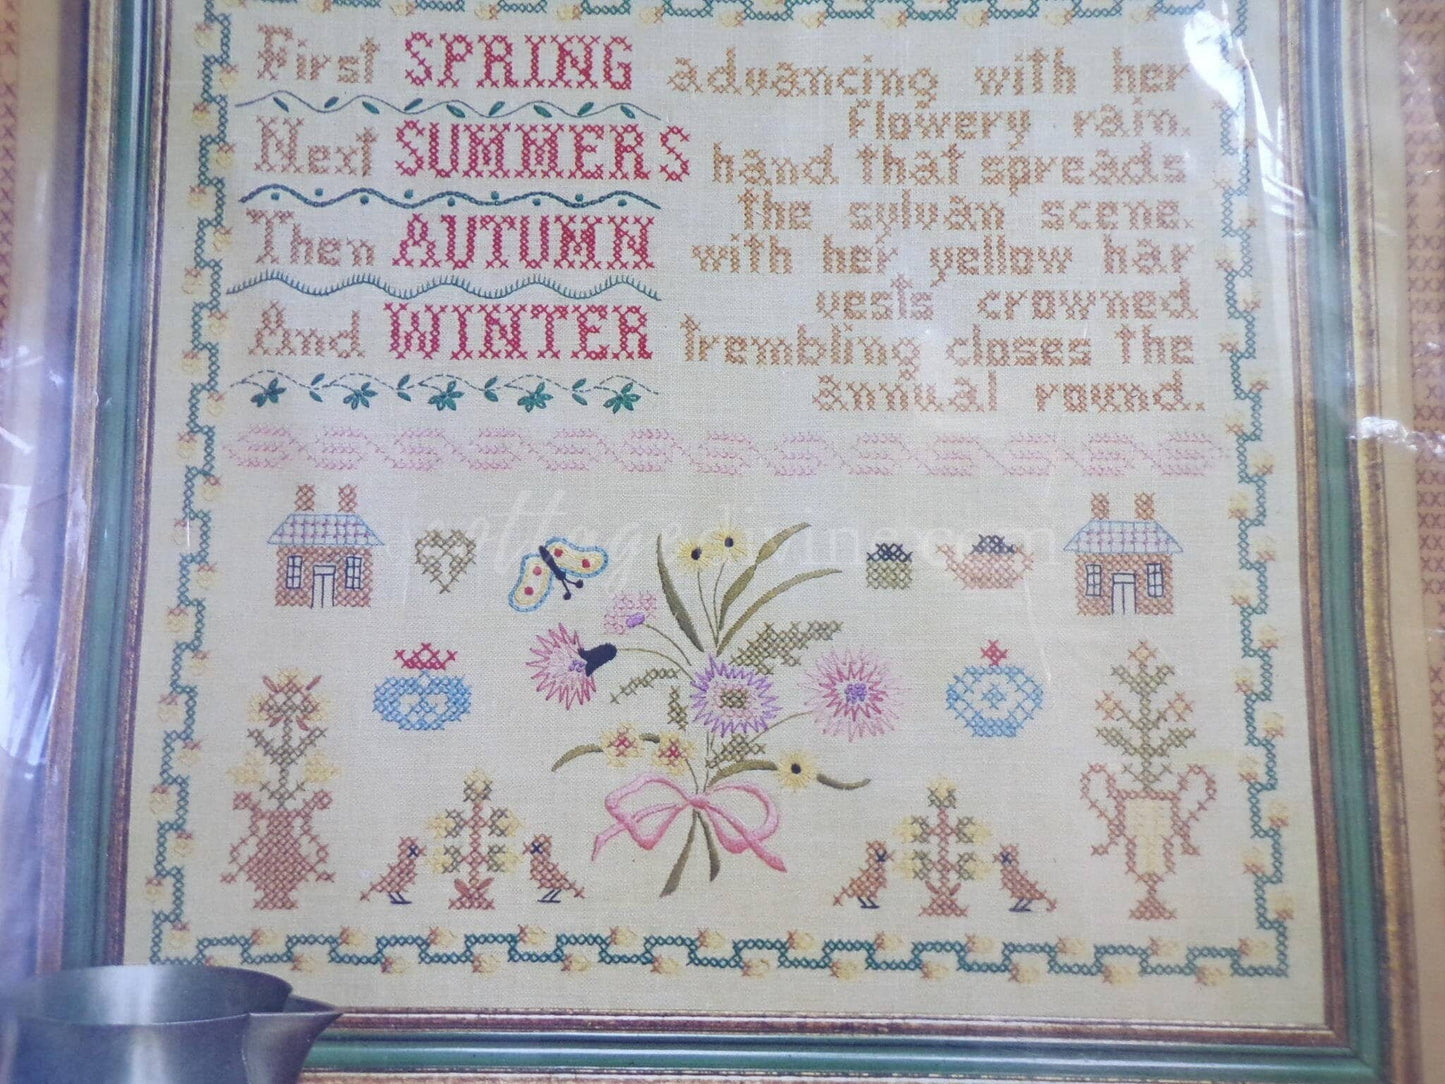 First SPRING advancing with her
flowery rain.
Next SUMMERS hand that spreads
the sylvan scene.
Then AUTUMN with her yellow har
vests crowned
And WINTER trembling closes the
annual round.